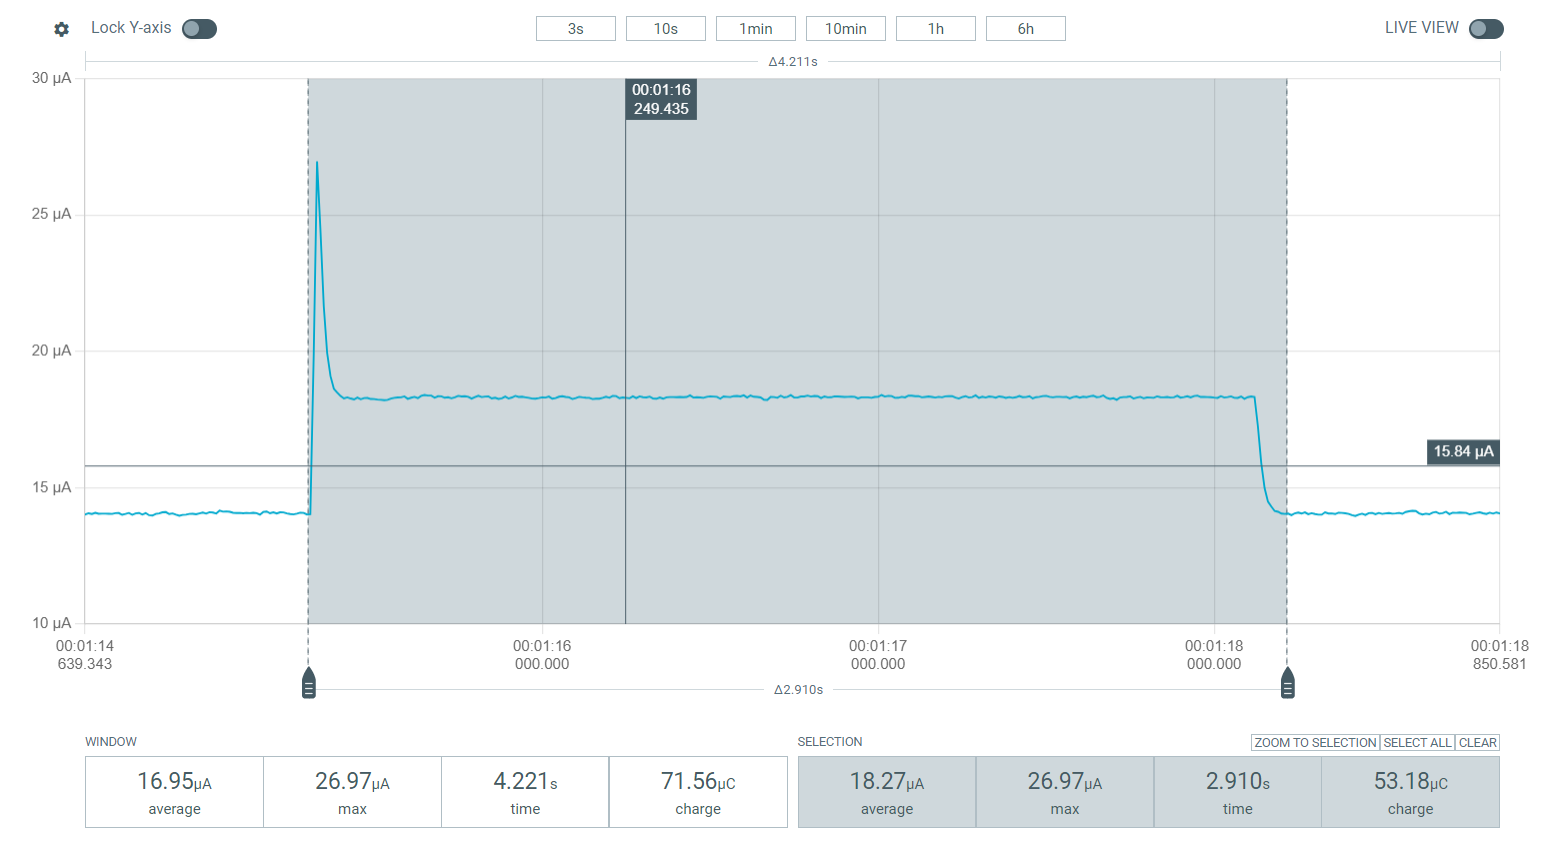 Lock Y-axis
3s 10s 1min 10min 1h 6h
LIVE VIEW
Δ4.211s
30 µA
00:01:16
249.435
25 µA
20 µA
15.84 µA
15 µA
10 µA
00:01:14 00:01:16 00:01:17 00:01:18 00:01:18
639.343 000.000 000.000 000.000 850.581
Δ2.910s
WINDOW SELECTION ZOOM TO SELECTION SELECT ALL CLEAR
16.95µA 26.97µA 4.221s 71.56µC 18.27µA 26.97µA 2.910s 53.18µC
average max time charge average max time charge